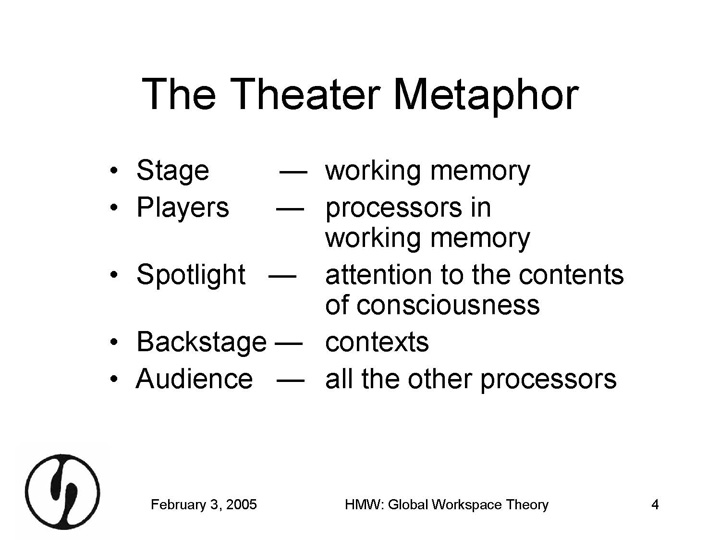 The Theater Metaphor
• Stage — working memory
• Players — processors in
working memory
• Spotlight — attention to the contents
of consciousness
• Backstage — contexts
• Audience — all the other processors
February 3, 2005 HMW: Global Workspace Theory 4